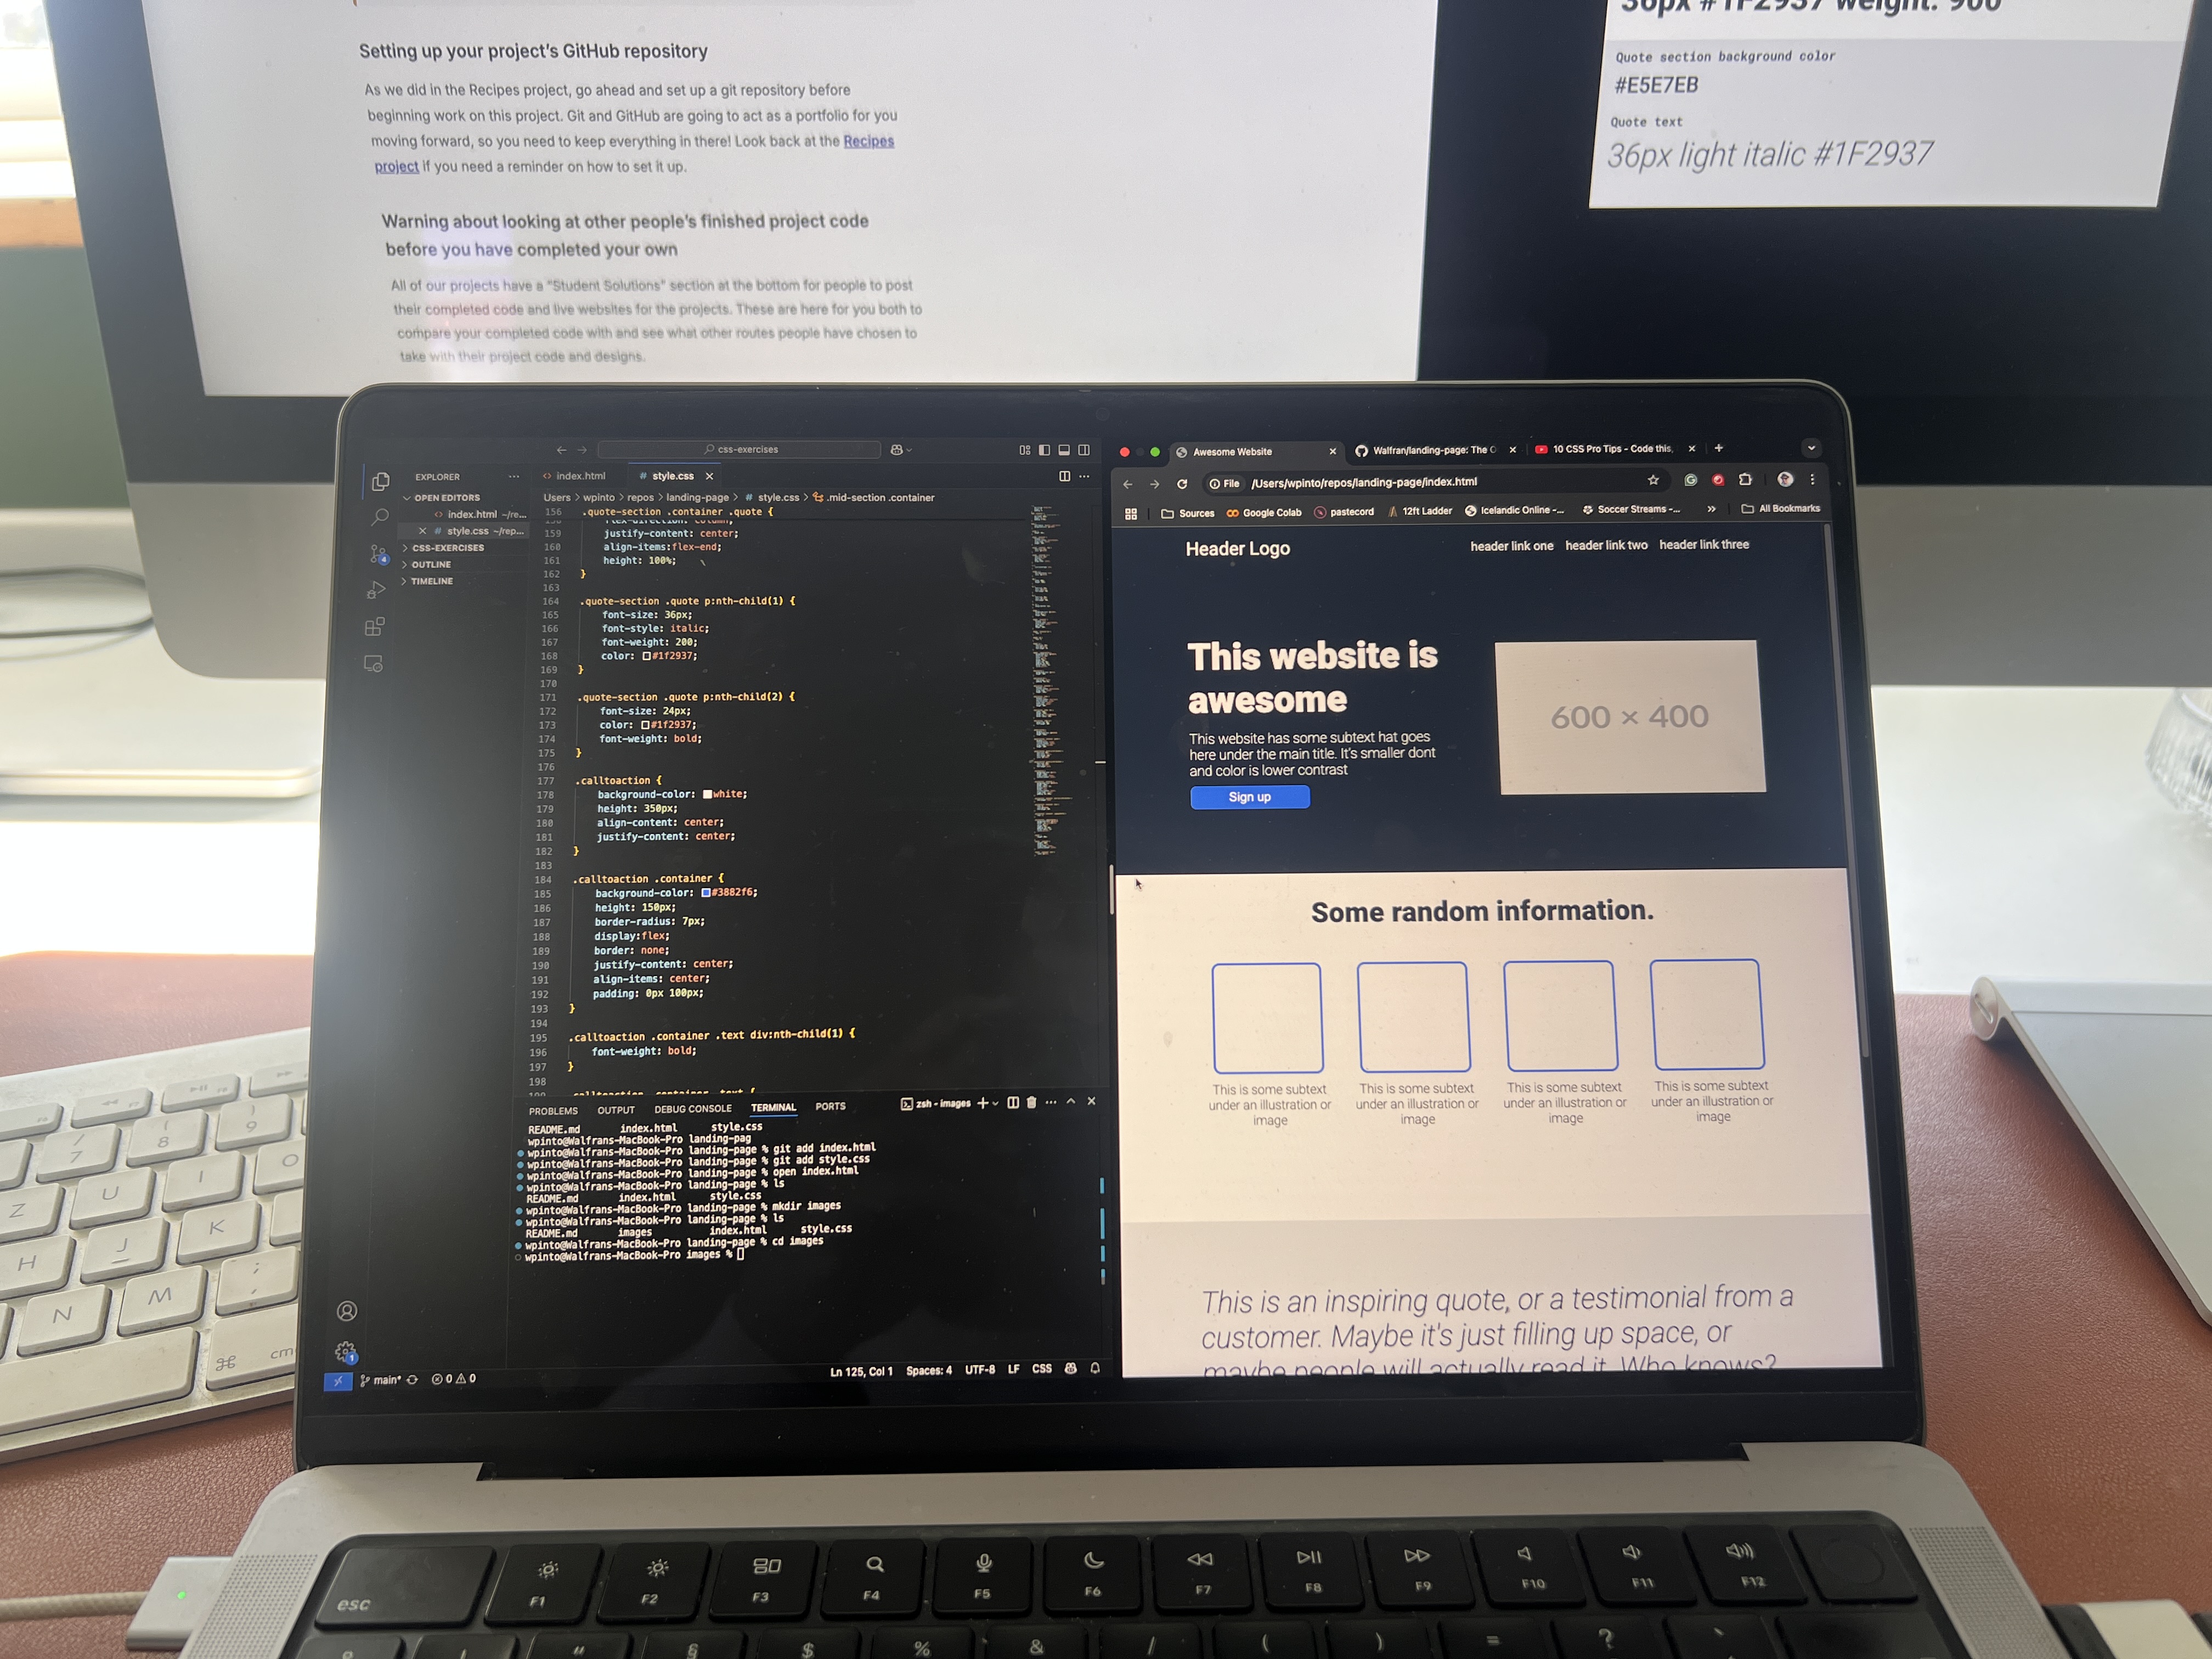 Setting up your project's GitHub repository
As we did in the Recipes project, go ahead and set up a git repository before
beginning work on this project. Git and GitHub are going to act as a portfolio for you
moving forward, so you need to keep everything in there! Look back at the Recipes
project if you need a reminder on how to set it up.
Warning about looking at other people's finished project code
before you have completed your own
All of our projects have a "Student Solutions" section at the bottom for people to post
their completed code and live websites for the projects. These are here for you both to
compare your completed code with and see what other routes people have chosen to
take with their project code and designs.
36px #1F2937 weight: 900
Quote section background color
#E5E7EB
Quote text
36px light italic #1F2937
css-exercises
EXPLORER
OPEN EDITORS
index.html ~/re...
style.css ~/rep...
CSS-EXERCISES
OUTLINE
TIMELINE
index.html
style.css
Users > wpinto > repos > landing-page > # style.css > .mid-section .container
156 .quote-section .container .quote {
flex-direction: column;
159 justify-content: center;
160 align-items:flex-end;
161 height: 100%;
162 }
163
164 .quote-section .quote p:nth-child(1) {
165 font-size: 36px;
166 font-style: italic;
167 font-weight: 200;
168 color: #1f2937;
169 }
170
171 .quote-section .quote p:nth-child(2) {
172 font-size: 24px;
173 color: #1f2937;
174 font-weight: bold;
175 }
176
177 .calltoaction {
178 background-color: white;
179 height: 350px;
180 align-content: center;
181 justify-content: center;
182 }
183
184 .calltoaction .container {
185 background-color: #3882f6;
186 height: 150px;
187 border-radius: 7px;
188 display:flex;
189 border: none;
190 justify-content: center;
191 align-items: center;
192 padding: 0px 100px;
193 }
194
195 .calltoaction .container .text div:nth-child(1) {
196 font-weight: bold;
197 }
198
199 .calltoaction .container .text {
PROBLEMS OUTPUT DEBUG CONSOLE TERMINAL PORTS
zsh - images
README.md index.html style.css
wpinto@Walfrans-MacBook-Pro landing-pag
wpinto@Walfrans-MacBook-Pro landing-page % git add index.html
wpinto@Walfrans-MacBook-Pro landing-page % git add style.css
wpinto@Walfrans-MacBook-Pro landing-page % open index.html
wpinto@Walfrans-MacBook-Pro landing-page % ls
README.md index.html style.css
wpinto@Walfrans-MacBook-Pro landing-page % mkdir images
wpinto@Walfrans-MacBook-Pro landing-page % ls
README.md images index.html style.css
wpinto@Walfrans-MacBook-Pro landing-page % cd images
wpinto@Walfrans-MacBook-Pro images %
main* 0 0
Ln 125, Col 1 Spaces: 4 UTF-8 LF CSS
Awesome Website
Walfran/landing-page: The O
10 CSS Pro Tips - Code this,
File /Users/wpinto/repos/landing-page/index.html
Sources Google Colab pastecord 12ft Ladder Icelandic Online -... Soccer Streams -... » All Bookmarks
Header Logo
header link one header link two header link three
This website is
awesome
This website has some subtext hat goes
here under the main title. It's smaller dont
and color is lower contrast
Sign up
600 × 400
Some random information.
This is some subtext
under an illustration or
image
This is some subtext
under an illustration or
image
This is some subtext
under an illustration or
image
This is some subtext
under an illustration or
image
This is an inspiring quote, or a testimonial from a
customer. Maybe it's just filling up space, or
maybe people will actually read it. Who knows?
7 8 9
U I O
Z H J K
N M
cm
esc F1 F2 F3 F4 F5 F6 F7 F8 F9 F10 F11 F12
! " § $ % & / ( ) = ? `